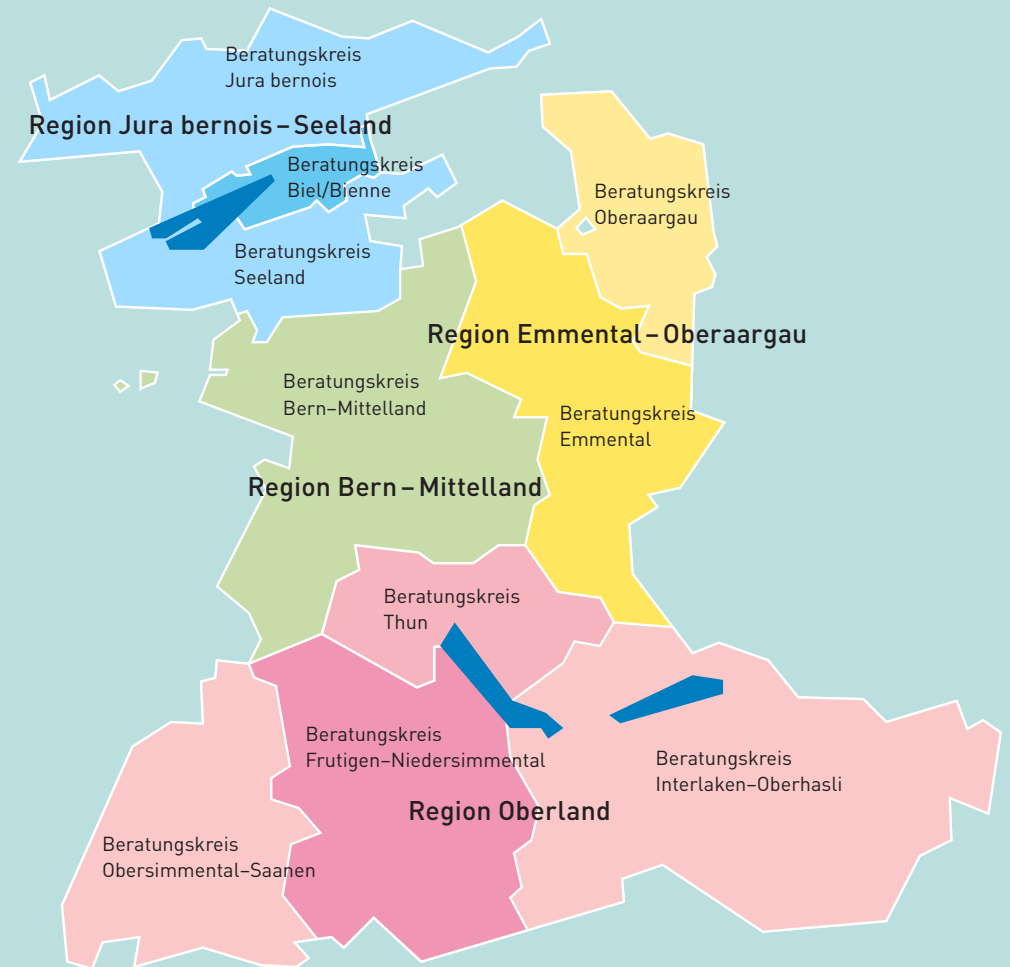 Beratungskreis
Jura bernois
Region Jura bernois – Seeland
Beratungskreis
Biel/Bienne
Beratungskreis
Oberaargau
Beratungskreis
Seeland
Region Emmental – Oberaargau
Beratungskreis
Bern–Mittelland
Beratungskreis
Emmental
Region Bern – Mittelland
Beratungskreis
Thun
Beratungskreis
Frutigen–Niedersimmental
Beratungskreis
Interlaken–Oberhasli
Region Oberland
Beratungskreis
Obersimmental–Saanen